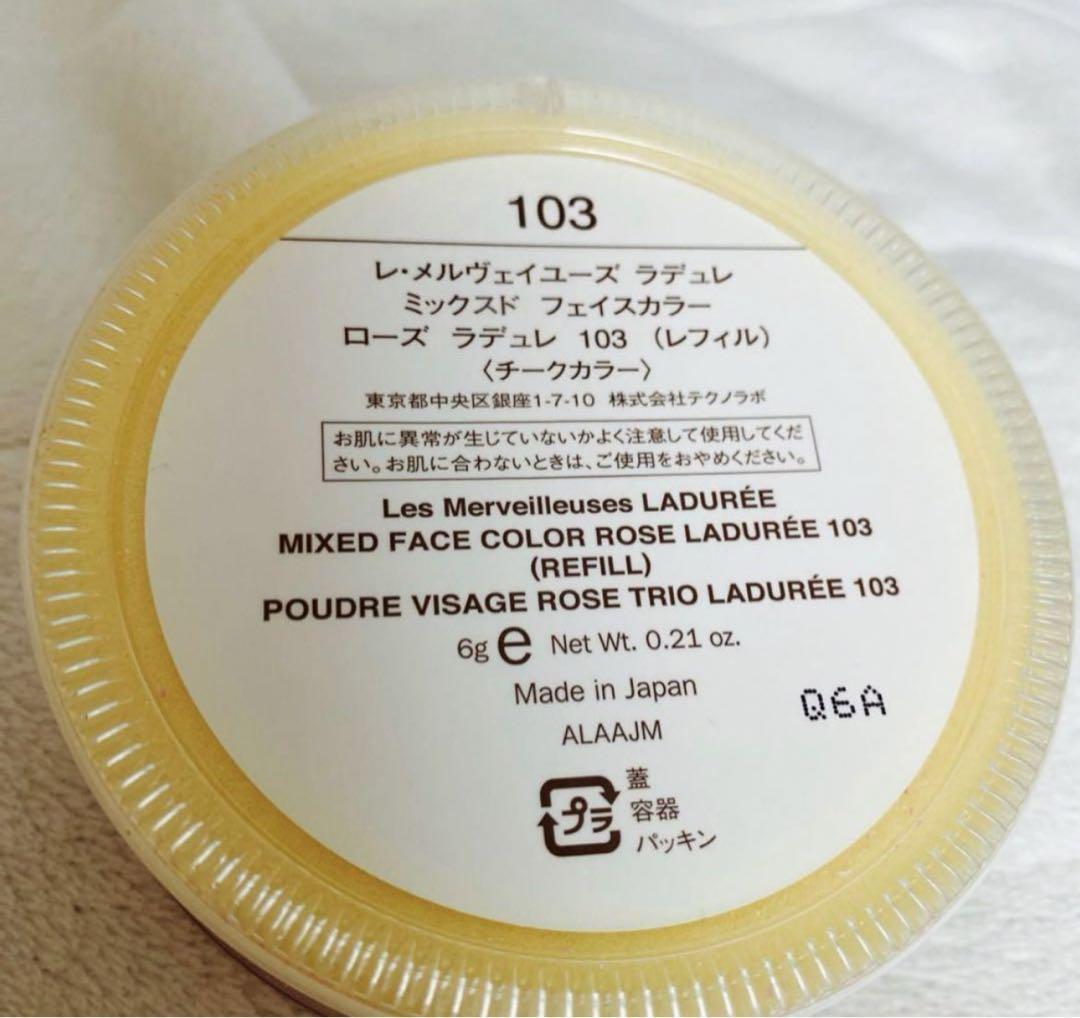 103
レ・メルヴェイユーズ ラデュレ
ミックスド フェイスカラー
ローズ ラデュレ 103 (レフィル)
〈チークカラー〉
東京都中央区銀座1-7-10 株式会社テクノラボ
お肌に異常が生じていないかよく注意して使用してくだ
さい。お肌に合わないときは、ご使用をおやめください。
Les Merveilleuses LADURÉE
MIXED FACE COLOR ROSE LADURÉE 103
(REFILL)
POUDRE VISAGE ROSE TRIO LADURÉE 103
6g e Net Wt. 0.21 oz.
Made in Japan
Q6A
ALAAJM
プラ
蓋
容器
パッキン